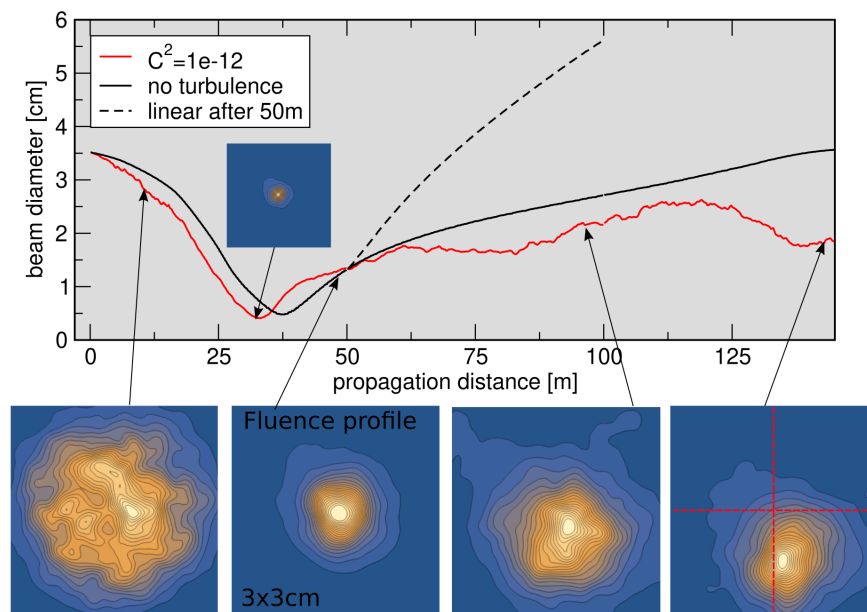 6
5
4
3
2
1
0
beam diameter [cm]
C²=1e-12
no turbulence
linear after 50m
0 25 50 75 100 125
propagation distance [m]
Fluence profile
3x3cm